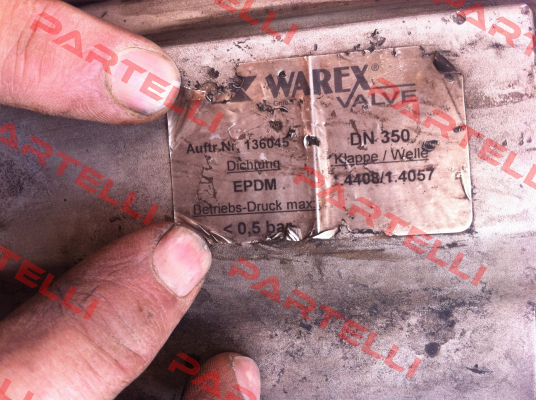 WAREX®
VALVE
Auftr.Nr. 136045
Dichtung
EPDM
Betriebs-Druck max.
< 0,5 bar
DN 350
Klappe / Welle
.4408/1.4057
PARTELLI
PARTELLI
PARTELLI
PARTELLI
PARTELLI
PARTELLI
PARTELLI
PARTELLI